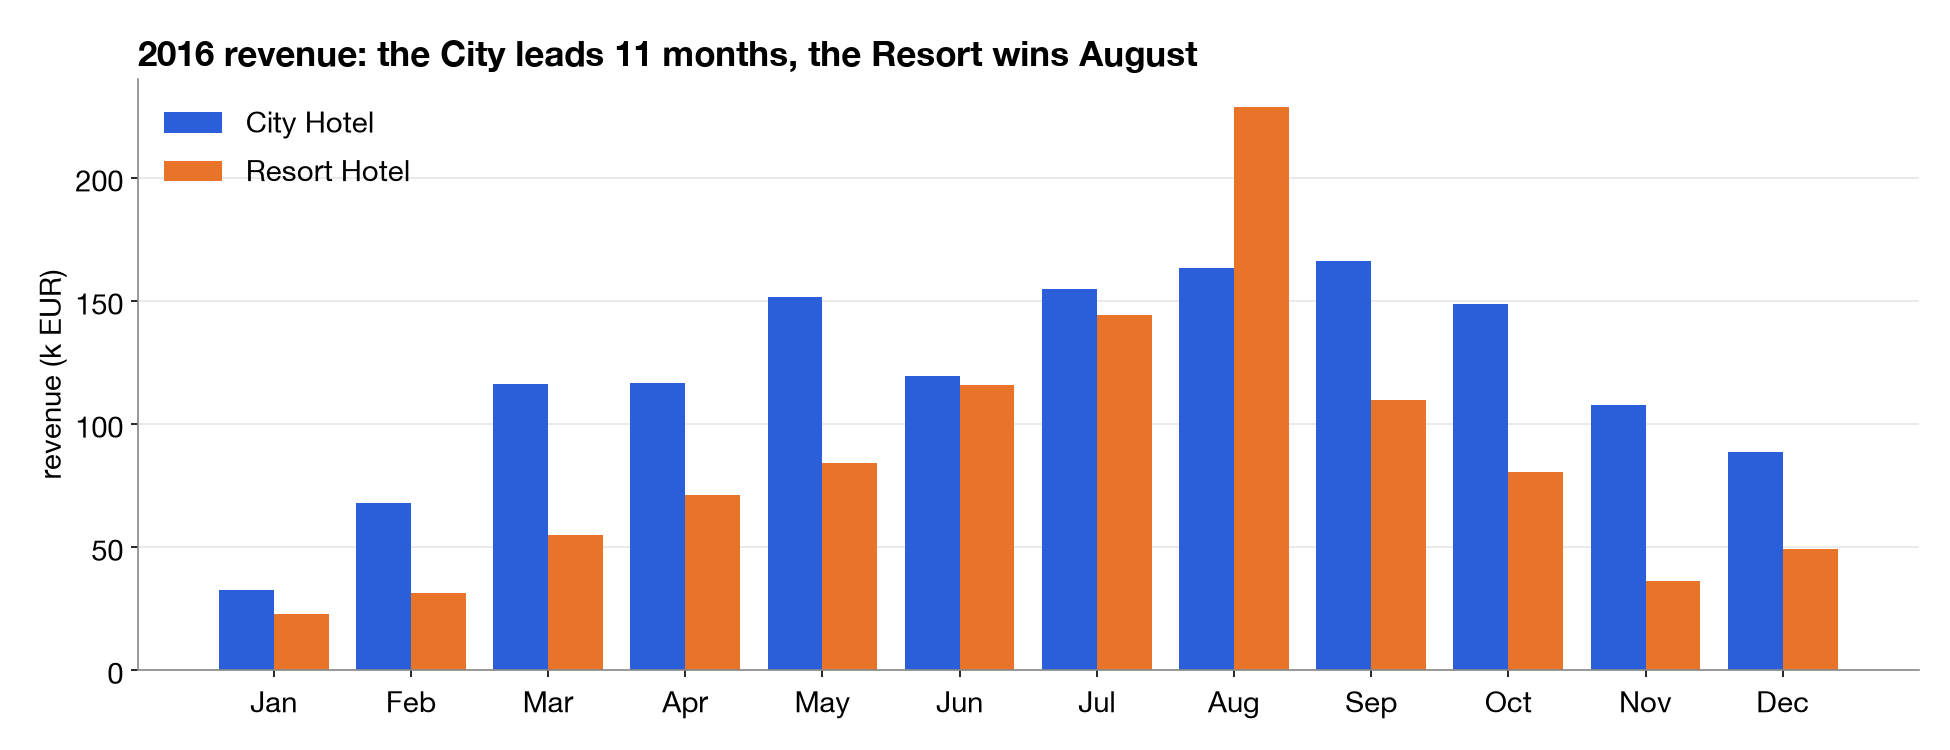 2016 revenue: the City leads 11 months, the Resort wins August
City Hotel
Resort Hotel
revenue (k EUR)
200
150
100
50
0
Jan Feb Mar Apr May Jun Jul Aug Sep Oct Nov Dec